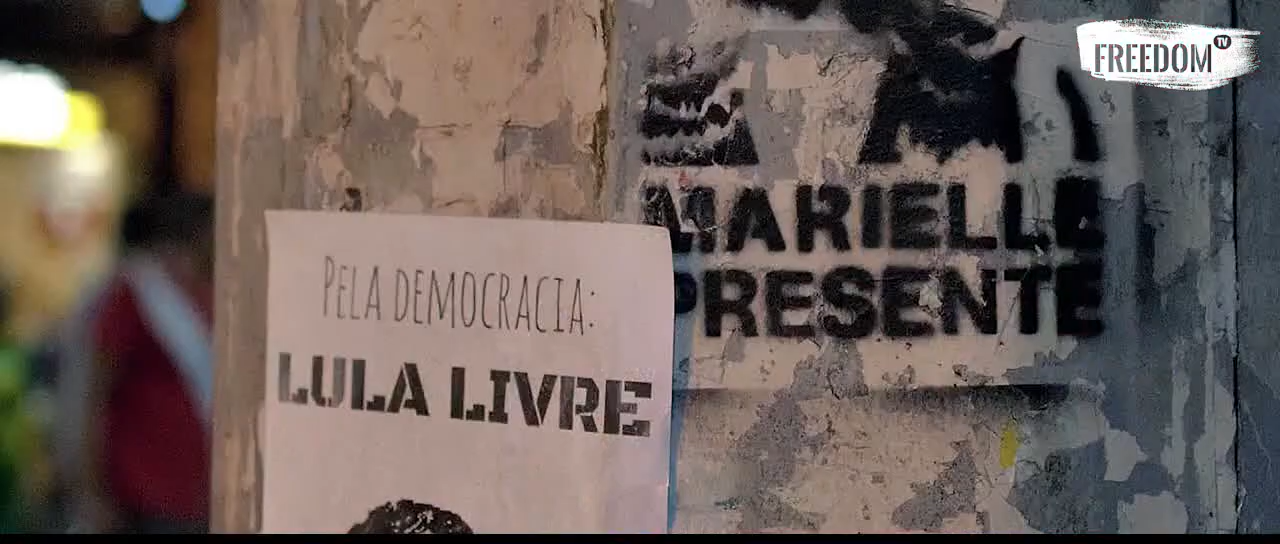 FREEDOM TV
MARIELLE
PRESENTE
PELA DEMOCRACIA:
LULA LIVRE